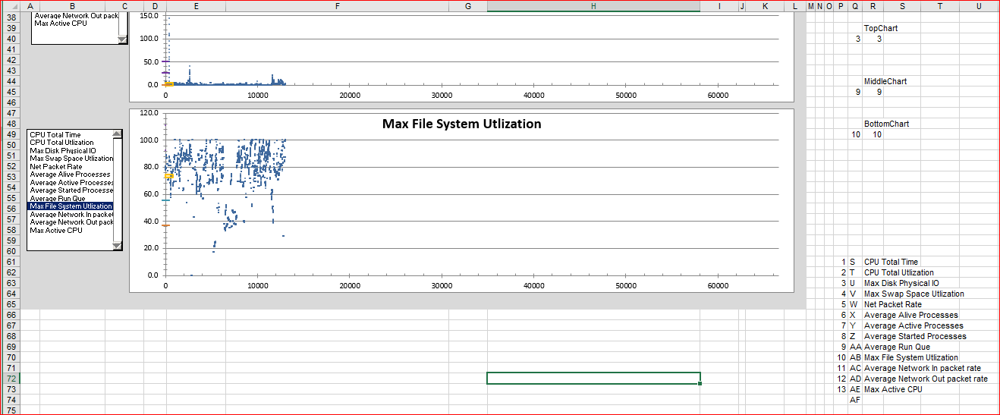 A B C D E F G H I J K L M N O P Q R S T U
38 Average Network Out pack 150.0
39 Max Active CPU TopChart
40 100.0 3 3
41
42 50.0
43
44 0.0 MiddleChart
45 0 10000 20000 30000 40000 50000 60000 9 9
46
47 120.0
48 Max File System Utlization BottomChart
49 CPU Total Time 10 10
50 CPU Total Utlization 100.0
51 Max Disk Physical IO
Max Swap Space Utlization
52 Net Packet Rate 80.0
53 Average Alive Processes
54 Average Active Processes
Average Started Processe
55 Average Run Que 60.0
56 Max File System Utlization
57 Average Network In packet 40.0
Average Network Out pack
58 Max Active CPU
59 20.0
60
61 1 S CPU Total Time
62 0.0 2 T CPU Total Utlization
63 0 10000 20000 30000 40000 50000 60000 3 U Max Disk Physical IO
64 4 V Max Swap Space Utlization
65 5 W Net Packet Rate
66 6 X Average Alive Processes
67 7 Y Average Active Processes
68 8 Z Average Started Processes
69 9 AA Average Run Que
70 10 AB Max File System Utlization
71 11 AC Average Network In packet rate
72 12 AD Average Network Out packet rate
73 13 AE Max Active CPU
74 AF
75